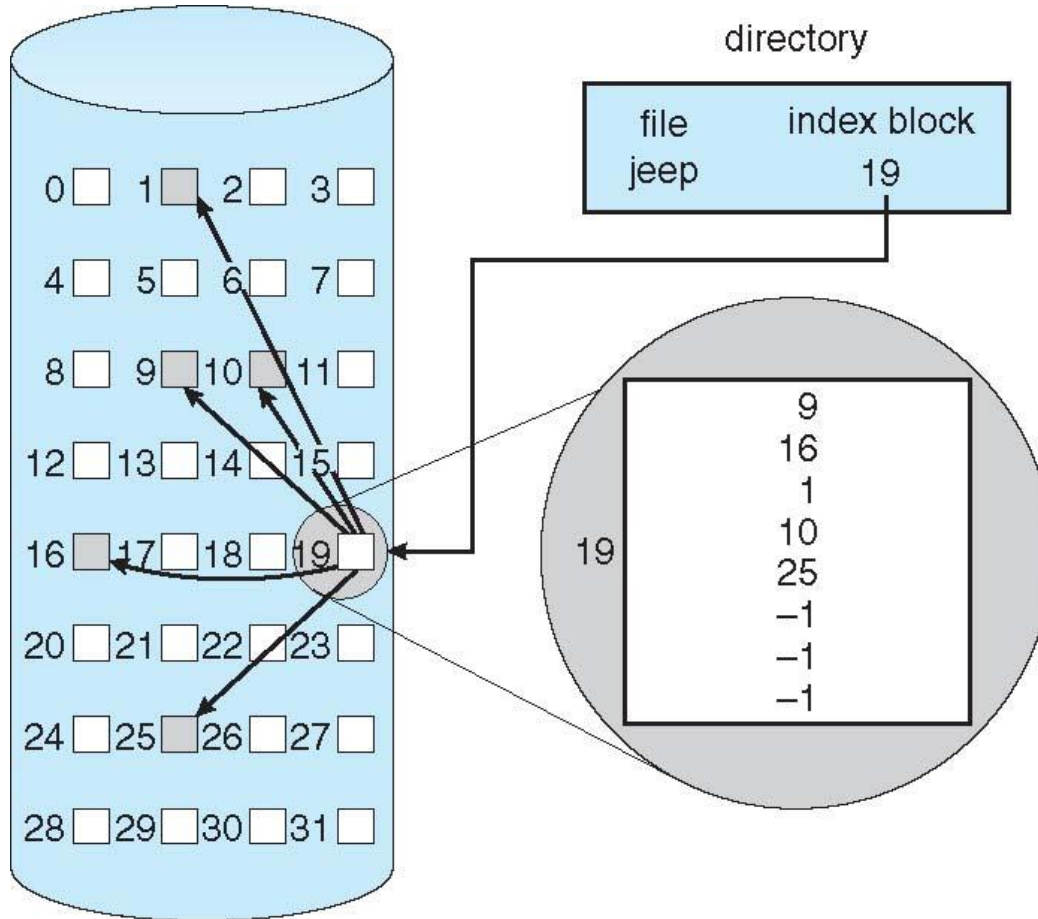 directory
file index block
jeep 19
0 1 2 3
4 5 6 7
8 9 10 11
12 13 14 15
16 17 18 19
20 21 22 23
24 25 26 27
28 29 30 31
19
9
16
1
10
25
–1
–1
–1